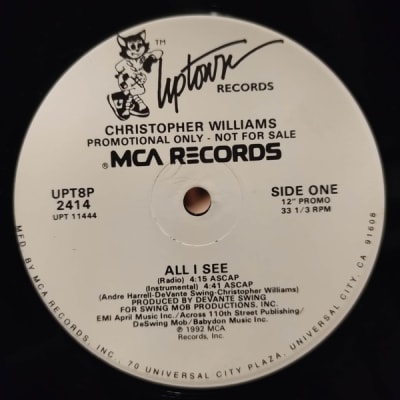 TM
Uptown
RECORDS
CHRISTOPHER WILLIAMS
PROMOTIONAL ONLY - NOT FOR SALE
® MCA RECORDS
UPT8P
2414
UPT 11444
SIDE ONE
12" PROMO
33 1/3 RPM
ALL I SEE
(Radio) 4:15 ASCAP
(Instrumental) 4:41 ASCAP
(Andre Harrell-DeVante Swing-Christopher Williams)
PRODUCED BY DEVANTE SWING
FOR SWING MOB PRODUCTIONS, INC.
EMI April Music Inc./Across 110th Street Publishing/
DeSwing Mob/Babydon Music Inc.
℗ 1992 MCA
Records, Inc.
MFD. BY MCA RECORDS, INC., 70 UNIVERSAL CITY PLAZA, UNIVERSAL CITY, CA. 91608